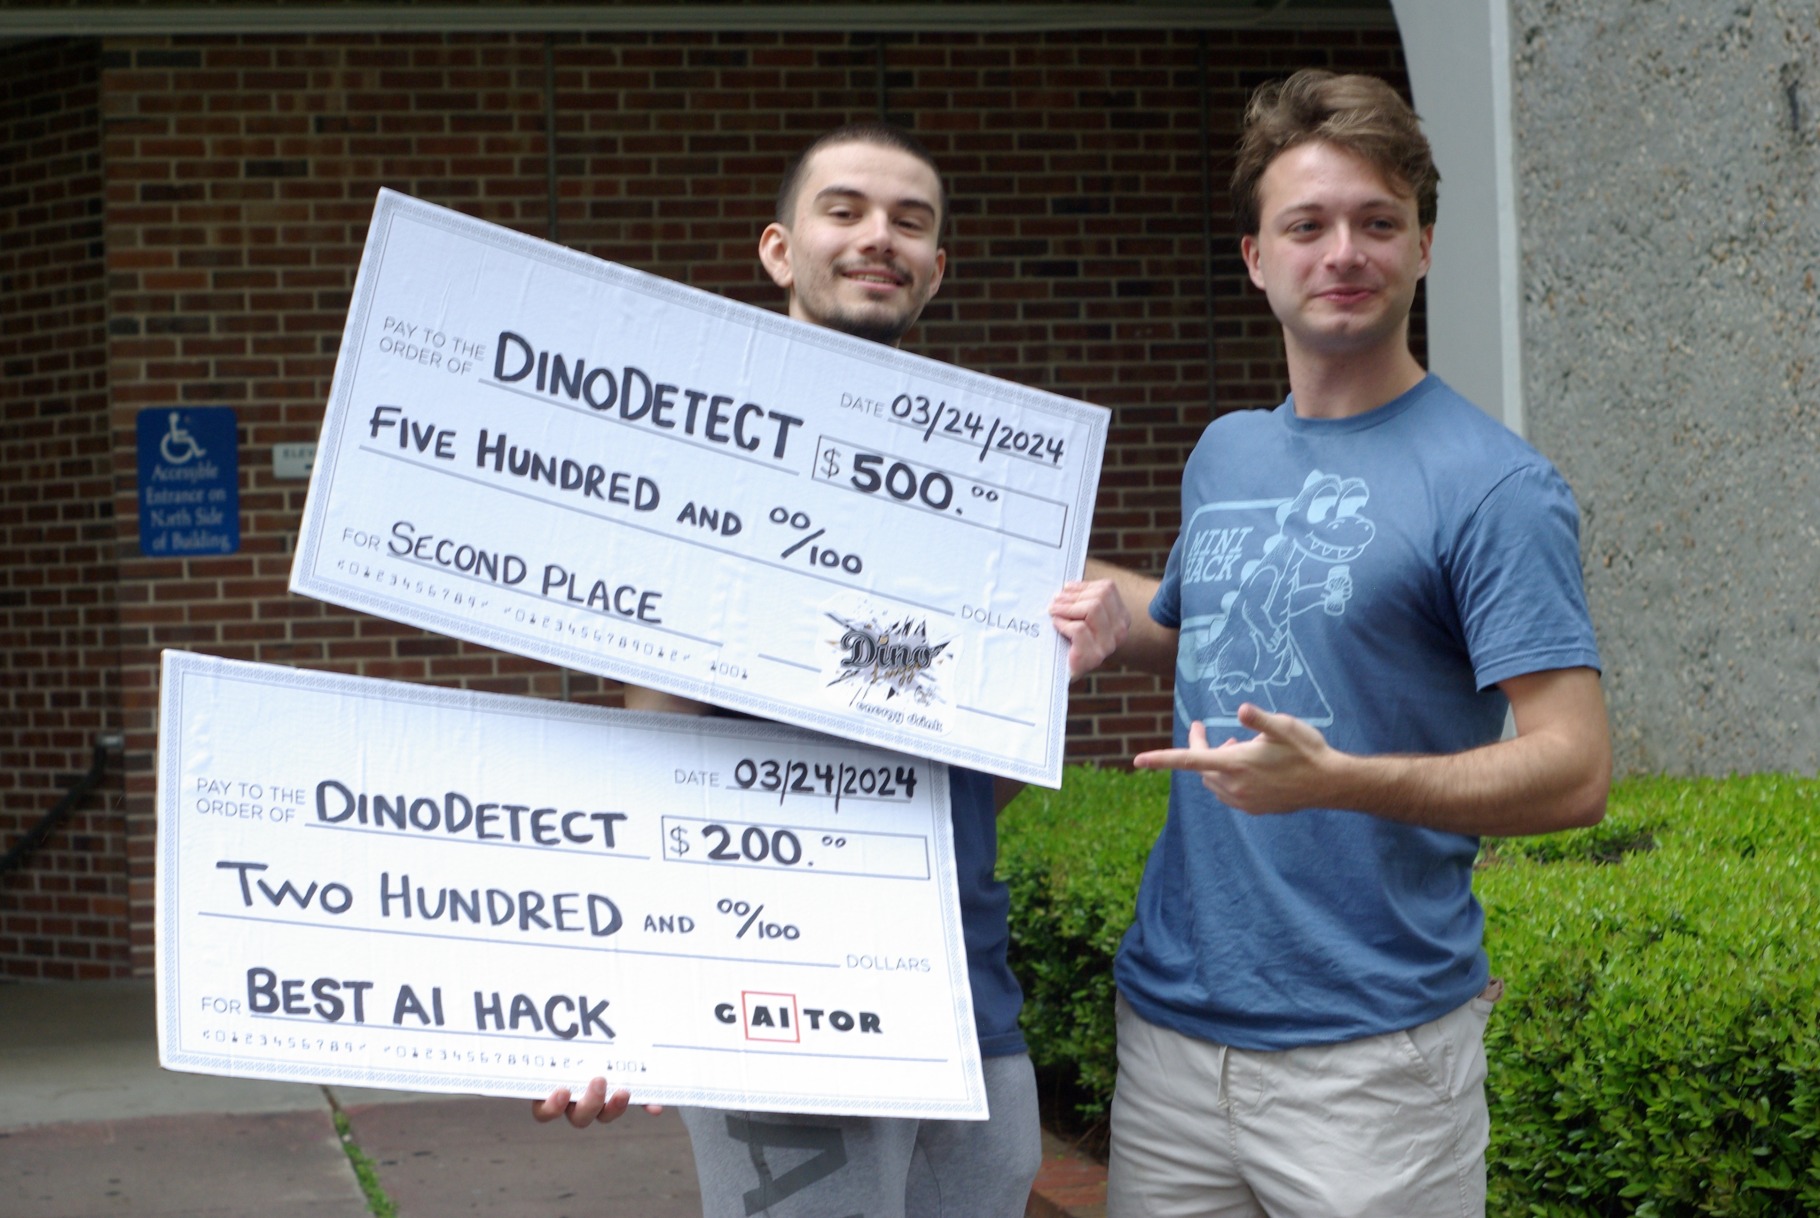 PAY TO THE
ORDER OF DINODETECT
DATE 03/24/2024
$ 500.00
FIVE HUNDRED AND 00/100
DOLLARS
FOR SECOND PLACE
Dino
energy drink
PAY TO THE
ORDER OF DINODETECT
DATE 03/24/2024
$ 200.00
TWO HUNDRED AND 00/100
DOLLARS
FOR BEST AI HACK
GAITOR
Accessible
Entrance on
North Side
of Building
MINI
HACK